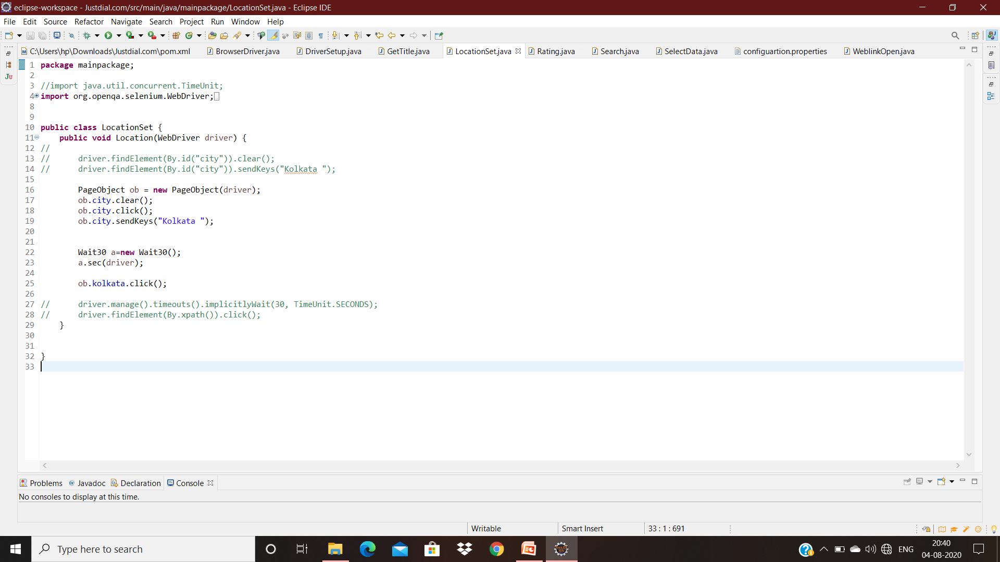 eclipse-workspace - Justdial.com/src/main/java/mainpackage/LocationSet.java - Eclipse IDE
File Edit Source Refactor Navigate Search Project Run Window Help
C:\Users\hp\Downloads\Justdial.com\pom.xml BrowserDriver.java DriverSetup.java GetTitle.java LocationSet.java Rating.java Search.java SelectData.java configuartion.properties WeblinkOpen.java
1 package mainpackage;
2
3 //import java.util.concurrent.TimeUnit;
4 import org.openqa.selenium.WebDriver;
8
9
10 public class LocationSet {
11 public void Location(WebDriver driver) {
12 //
13 // driver.findElement(By.id("city")).clear();
14 // driver.findElement(By.id("city")).sendKeys("Kolkata ");
15
16 PageObject ob = new PageObject(driver);
17 ob.city.clear();
18 ob.city.click();
19 ob.city.sendKeys("Kolkata ");
20
21
22 Wait30 a=new Wait30();
23 a.sec(driver);
24
25 ob.kolkata.click();
26
27 // driver.manage().timeouts().implicitlyWait(30, TimeUnit.SECONDS);
28 // driver.findElement(By.xpath()).click();
29 }
30
31
32 }
33
Problems Javadoc Declaration Console
No consoles to display at this time.
Writable Smart Insert 33 : 1 : 691
Type here to search
ENG
20:40
04-08-2020